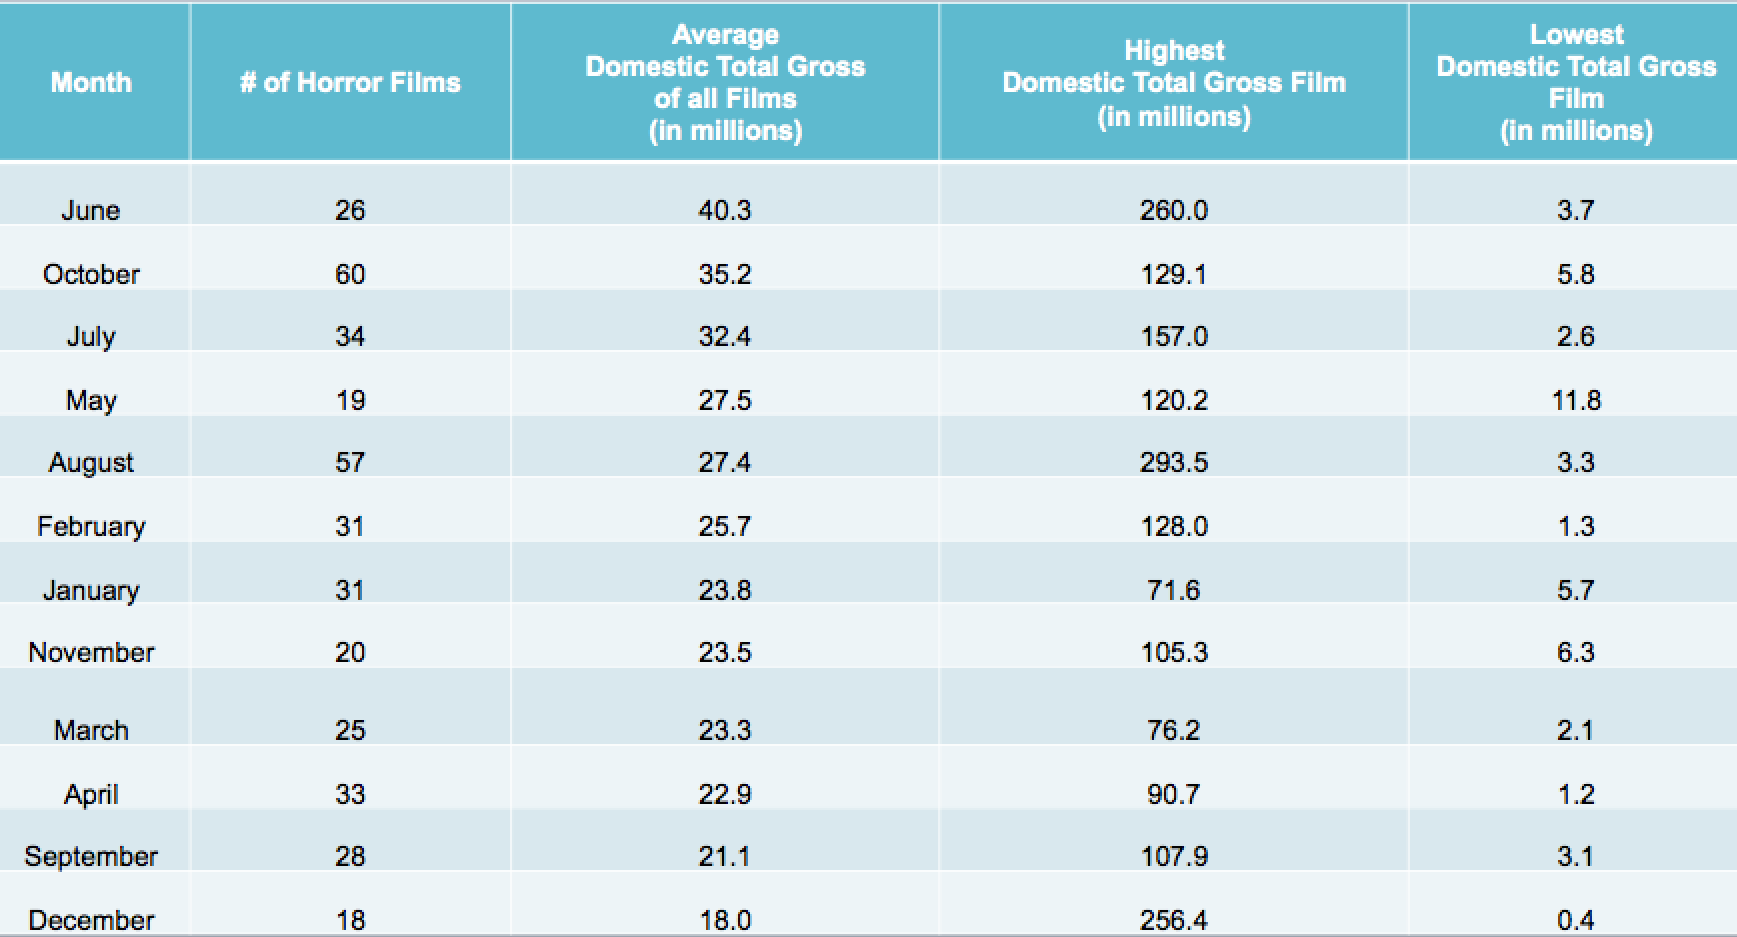 Month # of Horror Films Average Domestic Total Gross of all Films (in millions) Highest Domestic Total Gross Film (in millions) Lowest Domestic Total Gross Film (in millions)
June 26 40.3 260.0 3.7
October 60 35.2 129.1 5.8
July 34 32.4 157.0 2.6
May 19 27.5 120.2 11.8
August 57 27.4 293.5 3.3
February 31 25.7 128.0 1.3
January 31 23.8 71.6 5.7
November 20 23.5 105.3 6.3
March 25 23.3 76.2 2.1
April 33 22.9 90.7 1.2
September 28 21.1 107.9 3.1
December 18 18.0 256.4 0.4